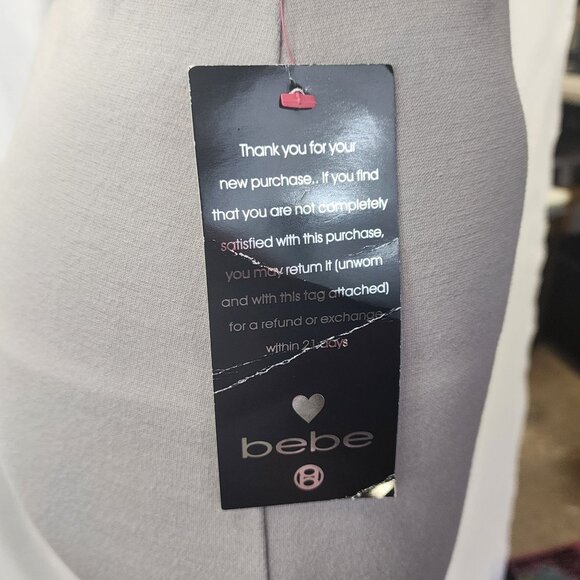 Thank you for your
new purchase.. If you find
that you are not completely
satisfied with this purchase,
you may return it (unworn
and with this tag attached)
for a refund or exchange
within 21 days
bebe